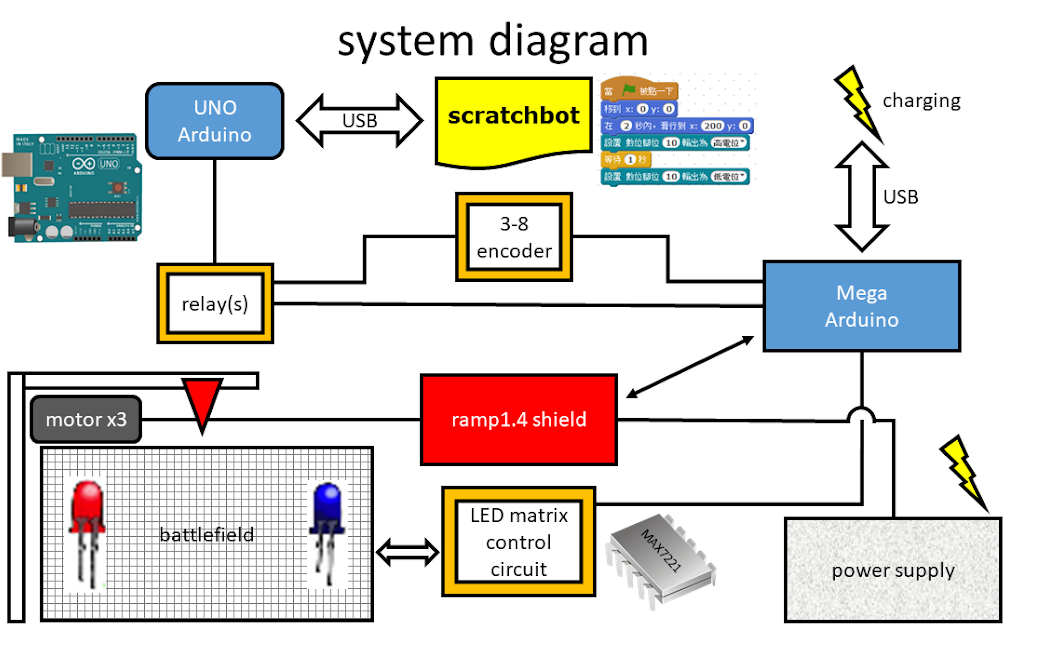 system diagram
UNO
Arduino
USB
scratchbot
當 被點一下
移到 x: 0 y: 0
在 2 秒內, 滑行到 x: 200 y: 0
設置 數位腳位 10 輸出為 高電位
等待 1 秒
設置 數位腳位 10 輸出為 低電位
charging
USB
UNO
ARDUINO
3-8
encoder
relay(s)
Mega
Arduino
motor x3
ramp1.4 shield
battlefield
LED matrix
control
circuit
MAX7221
power supply